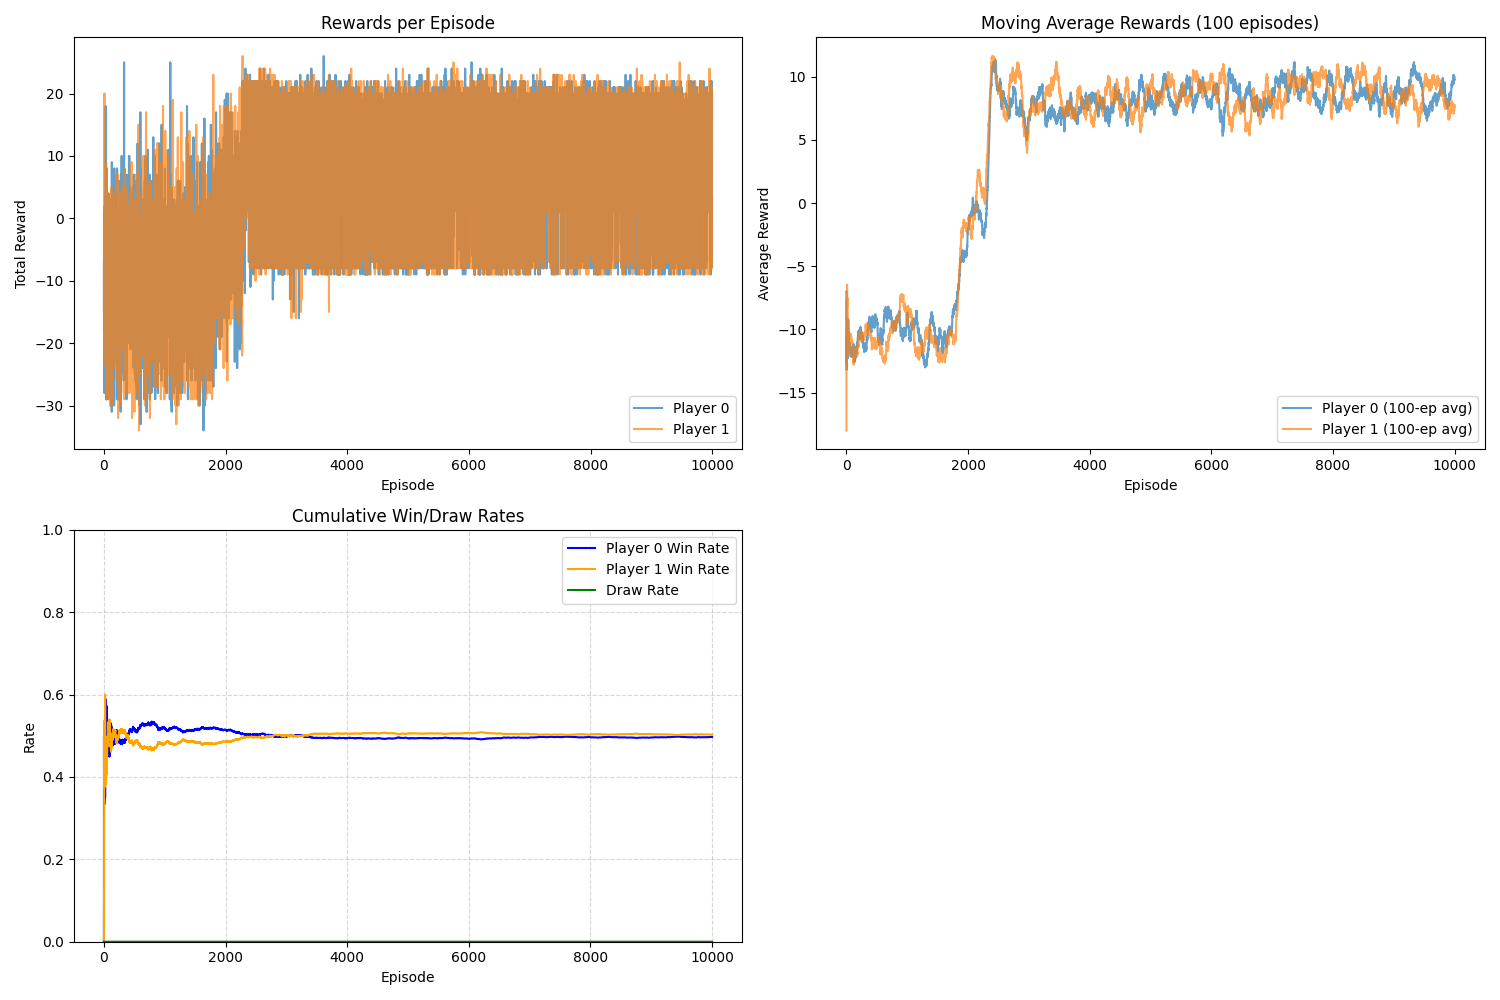 Rewards per Episode
Total Reward
20
10
0
−10
−20
−30
0
2000
4000
6000
8000
10000
Episode
Player 0
Player 1
Moving Average Rewards (100 episodes)
Average Reward
10
5
0
−5
−10
−15
0
2000
4000
6000
8000
10000
Episode
Player 0 (100-ep avg)
Player 1 (100-ep avg)
Cumulative Win/Draw Rates
Rate
1.0
0.8
0.6
0.4
0.2
0.0
0
2000
4000
6000
8000
10000
Episode
Player 0 Win Rate
Player 1 Win Rate
Draw Rate